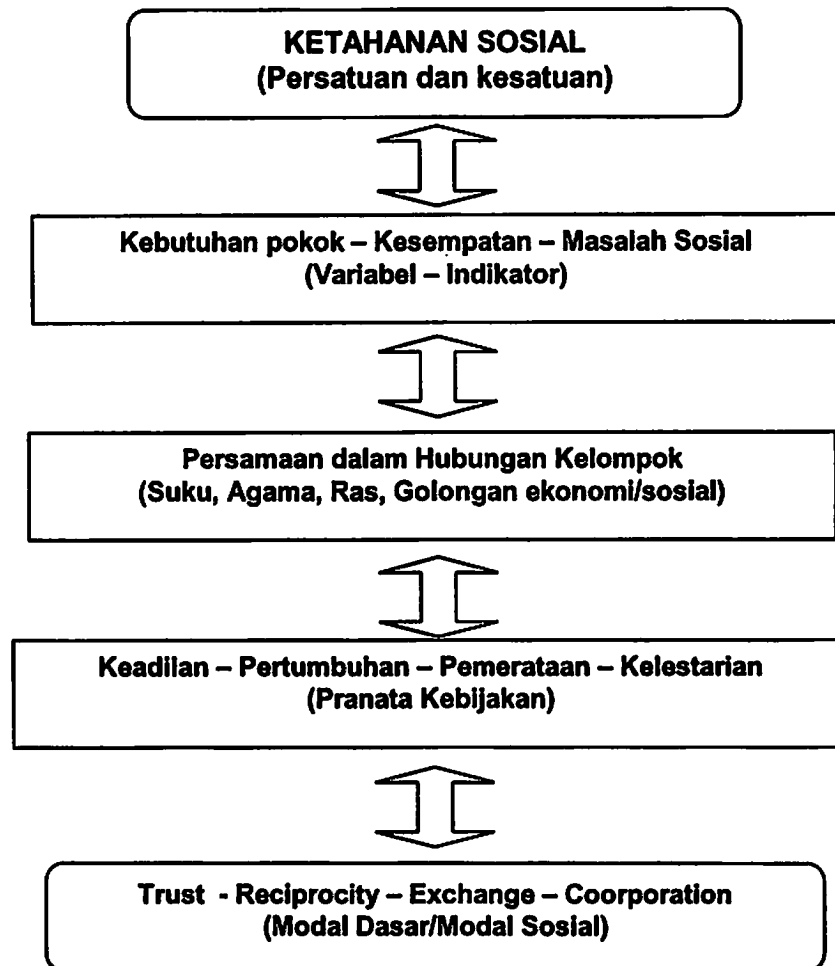 KETAHANAN SOSIAL
(Persatuan dan kesatuan)
Kebutuhan pokok – Kesempatan – Masalah Sosial
(Variabel – Indikator)
Persamaan dalam Hubungan Kelompok
(Suku, Agama, Ras, Golongan ekonomi/sosial)
Keadilan – Pertumbuhan – Pemerataan – Kelestarian
(Pranata Kebijakan)
Trust - Reciprocity – Exchange – Coorporation
(Modal Dasar/Modal Sosial)